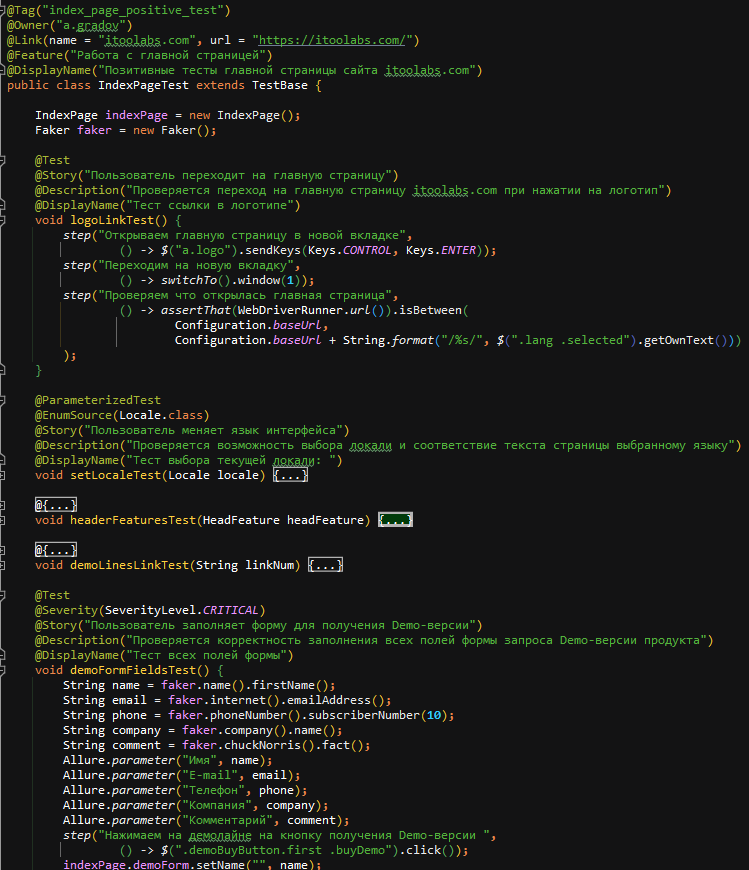 @Tag("index_page_positive_test")
@Owner("a.gradov")
@Link(name = "itoolabs.com", url = "https://itoolabs.com/")
@Feature("Работа с главной страницей")
@DisplayName("Позитивные тесты главной страницы сайта itoolabs.com")
public class IndexPageTest extends TestBase {
IndexPage indexPage = new IndexPage();
Faker faker = new Faker();
@Test
@Story("Пользователь переходит на главную страницу")
@Description("Проверяется переход на главную страницу itoolabs.com при нажатии на логотип")
@DisplayName("Тест ссылки в логотипе")
void logoLinkTest() {
step("Открываем главную страницу в новой вкладке",
() -> $("a.logo").sendKeys(Keys.CONTROL, Keys.ENTER));
step("Переходим на новую вкладку",
() -> switchTo().window(1));
step("Проверяем что открылась главная страница",
() -> assertThat(WebDriverRunner.url()).isBetween(
Configuration.baseUrl,
Configuration.baseUrl + String.format("/%s/", $(".lang .selected").getOwnText()))
);
}
@ParameterizedTest
@EnumSource(Locale.class)
@Story("Пользователь меняет язык интерфейса")
@Description("Проверяется возможность выбора локали и соответствие текста страницы выбранному языку")
@DisplayName("Тест выбора текущей локали: ")
void setLocaleTest(Locale locale) {...}
@{...}
void headerFeaturesTest(HeadFeature headFeature) {...}
@{...}
void demoLinesLinkTest(String linkNum) {...}
@Test
@Severity(SeverityLevel.CRITICAL)
@Story("Пользователь заполняет форму для получения Demo-версии")
@Description("Проверяется корректность заполнения всех полей формы запроса Demo-версии продукта")
@DisplayName("Тест всех полей формы")
void demoFormFieldsTest() {
String name = faker.name().firstName();
String email = faker.internet().emailAddress();
String phone = faker.phoneNumber().subscriberNumber(10);
String company = faker.company().name();
String comment = faker.chuckNorris().fact();
Allure.parameter("Имя", name);
Allure.parameter("E-mail", email);
Allure.parameter("Телефон", phone);
Allure.parameter("Компания", company);
Allure.parameter("Комментарий", comment);
step("Нажимаем на демолайне на кнопку получения Demo-версии ",
() -> $(".demoBuyButton.first .buyDemo").click());
indexPage.demoForm.setName("", name);